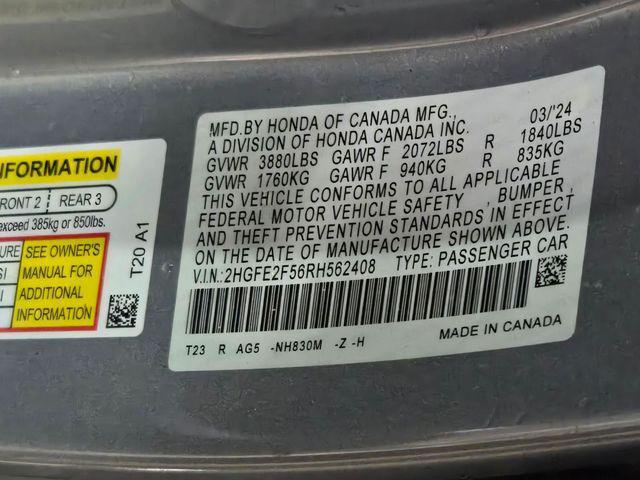 INFORMATION
FRONT 2 REAR 3
exceed 385kg or 850lbs.
SEE OWNER'S
MANUAL FOR
ADDITIONAL
INFORMATION
T20 A1
MFD.BY HONDA OF CANADA MFG., 03/'24
A DIVISION OF HONDA CANADA INC.
GVWR 3880LBS GAWR F 2072LBS R 1840LBS
GVWR 1760KG GAWR F 940KG R 835KG
THIS VEHICLE CONFORMS TO ALL APPLICABLE
FEDERAL MOTOR VEHICLE SAFETY , BUMPER,
AND THEFT PREVENTION STANDARDS IN EFFECT
ON THE DATE OF MANUFACTURE SHOWN ABOVE.
V.I.N.:2HGFE2F56RH562408 TYPE: PASSENGER CAR
T23 R AG5 -NH830M -Z -H MADE IN CANADA